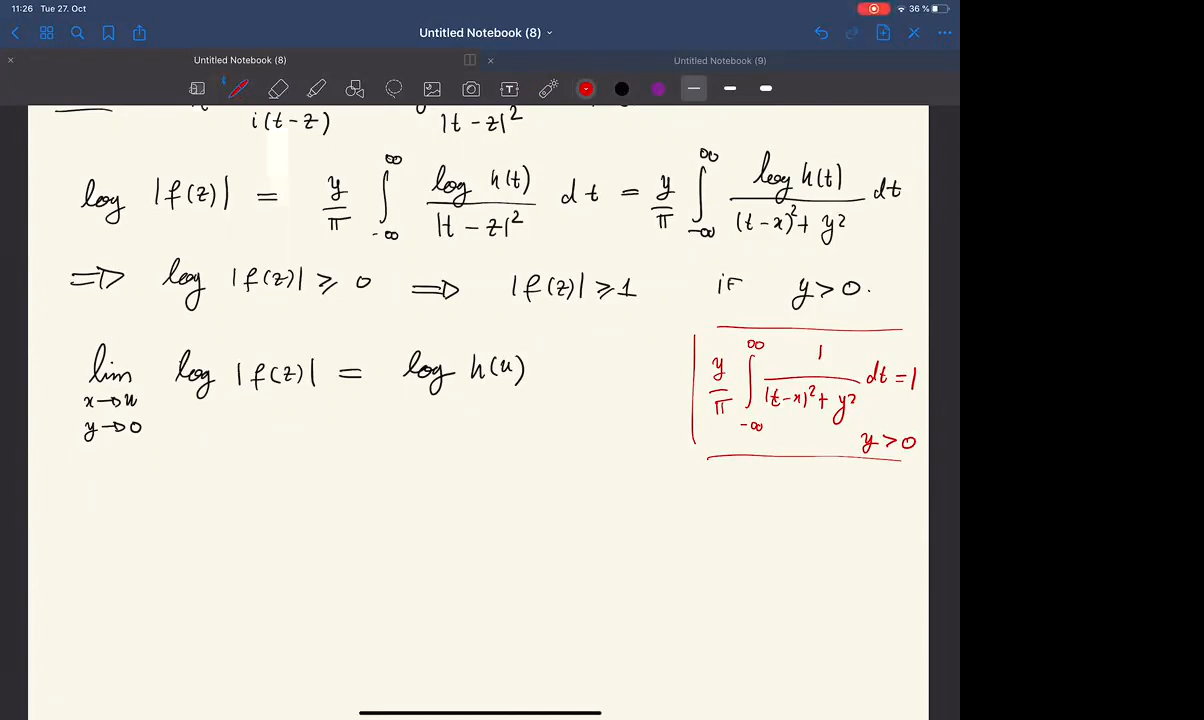 11:26 Tue 27. Oct 36 %
Untitled Notebook (8)
Untitled Notebook (8) Untitled Notebook (9)
i(t-z) |t-z|²
log |f(z)| = y/π ∫_{-∞}^{∞} log h(t)/|t-z|² dt = y/π ∫_{-∞}^{∞} log h(t)/((t-x)²+y²) dt
⟹ log |f(z)| ≥ 0 ⟹ |f(z)| ≥ 1 if y > 0.
lim_{x→u, y→0} log |f(z)| = log h(u)
y/π ∫_{-∞}^{∞} 1/((t-x)²+y²) dt = 1
y > 0